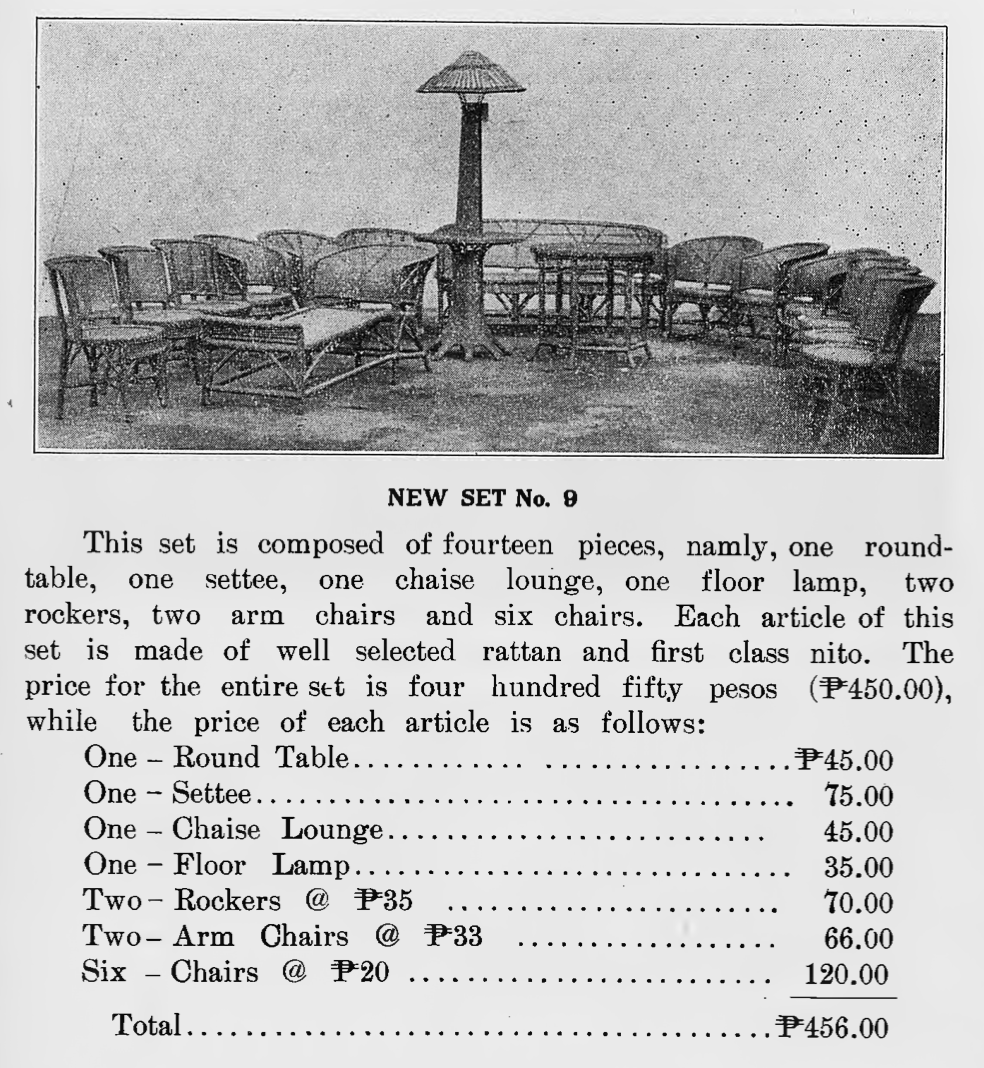 NEW SET No. 9
This set is composed of fourteen pieces, namly, one round-
table, one settee, one chaise lounge, one floor lamp, two
rockers, two arm chairs and six chairs. Each article of this
set is made of well selected rattan and first class nito. The
price for the entire set is four hundred fifty pesos (₱450.00),
while the price of each article is as follows:
One – Round Table............ .................₱45.00
One – Settee..................................... 75.00
One – Chaise Lounge.......................... 45.00
One – Floor Lamp.............................. 35.00
Two – Rockers @ ₱35 ....................... 70.00
Two – Arm Chairs @ ₱33 .................. 66.00
Six – Chairs @ ₱20 ......................... 120.00
Total........................................₱456.00